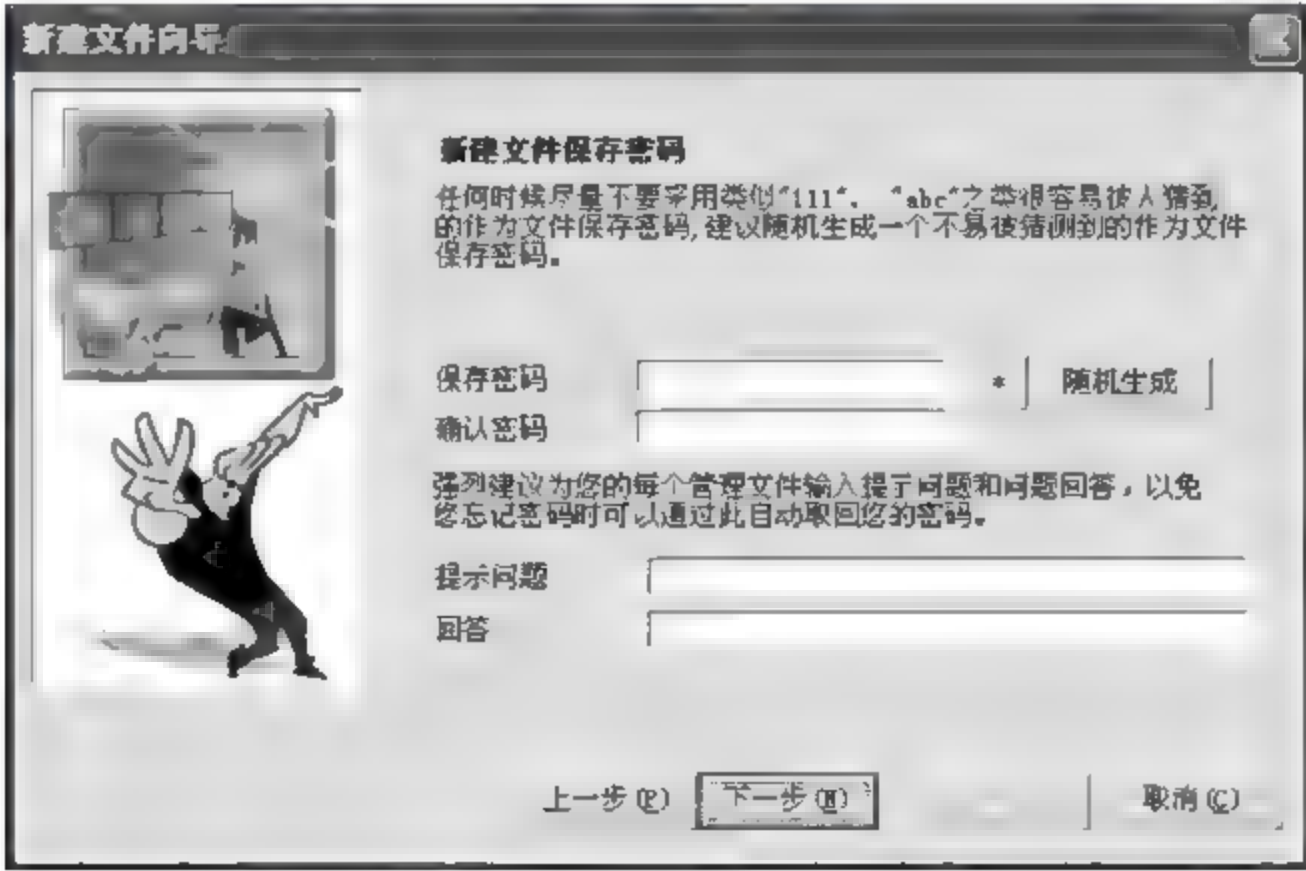 新建文件向导
新建文件保存密码
任何时候尽量不要采用类似"111"、"abc"之类很容易被人猜到
的作为文件保存密码,建议随机生成一个不易被猜测到的作为文件
保存密码。
保存密码 * 随机生成
确认密码
强列建议为您的每个管理文件输入提示问题和问题回答，以免
您忘记密码时可以通过此自动取回您的密码。
提示问题
回答
上一步(P) 下一步(N) 取消(C)